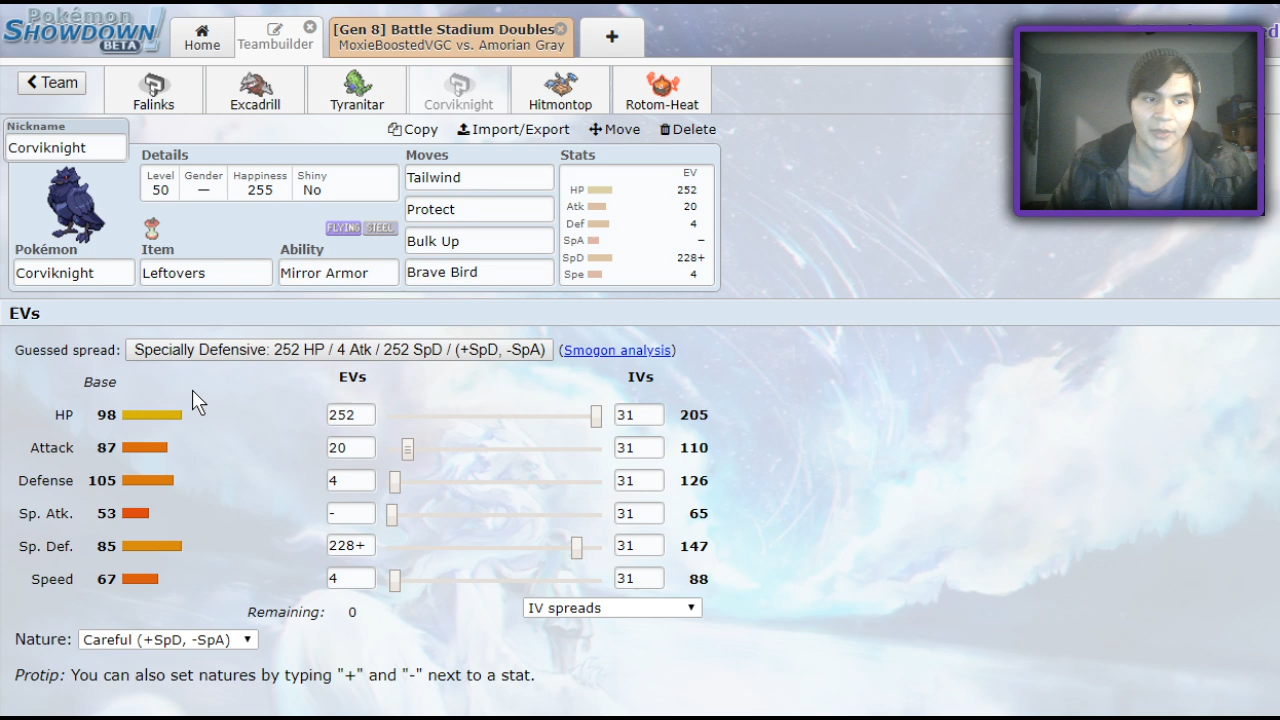 Pokémon
SHOWDOWN!
BETA
Home
Teambuilder
[Gen 8] Battle Stadium Doubles
MoxieBoostedVGC vs. Amorian Gray
+
Team
Falinks
Excadrill
Tyranitar
Corviknight
Hitmontop
Rotom-Heat
Copy
Import/Export
Move
Delete
Nickname
Corviknight
Details
Level
50
Gender
—
Happiness
255
Shiny
No
FLYING STEEL
Pokémon
Corviknight
Item
Leftovers
Ability
Mirror Armor
Moves
Tailwind
Protect
Bulk Up
Brave Bird
Stats
EV
HP 252
Atk 20
Def 4
SpA –
SpD 228+
Spe 4
EVs
Guessed spread: Specially Defensive: 252 HP / 4 Atk / 252 SpD / (+SpD, -SpA) (Smogon analysis)
Base EVs IVs
HP 98 252 31 205
Attack 87 20 31 110
Defense 105 4 31 126
Sp. Atk. 53 - 31 65
Sp. Def. 85 228+ 31 147
Speed 67 4 31 88
Remaining: 0
IV spreads
Nature: Careful (+SpD, -SpA)
Protip: You can also set natures by typing "+" and "-" next to a stat.